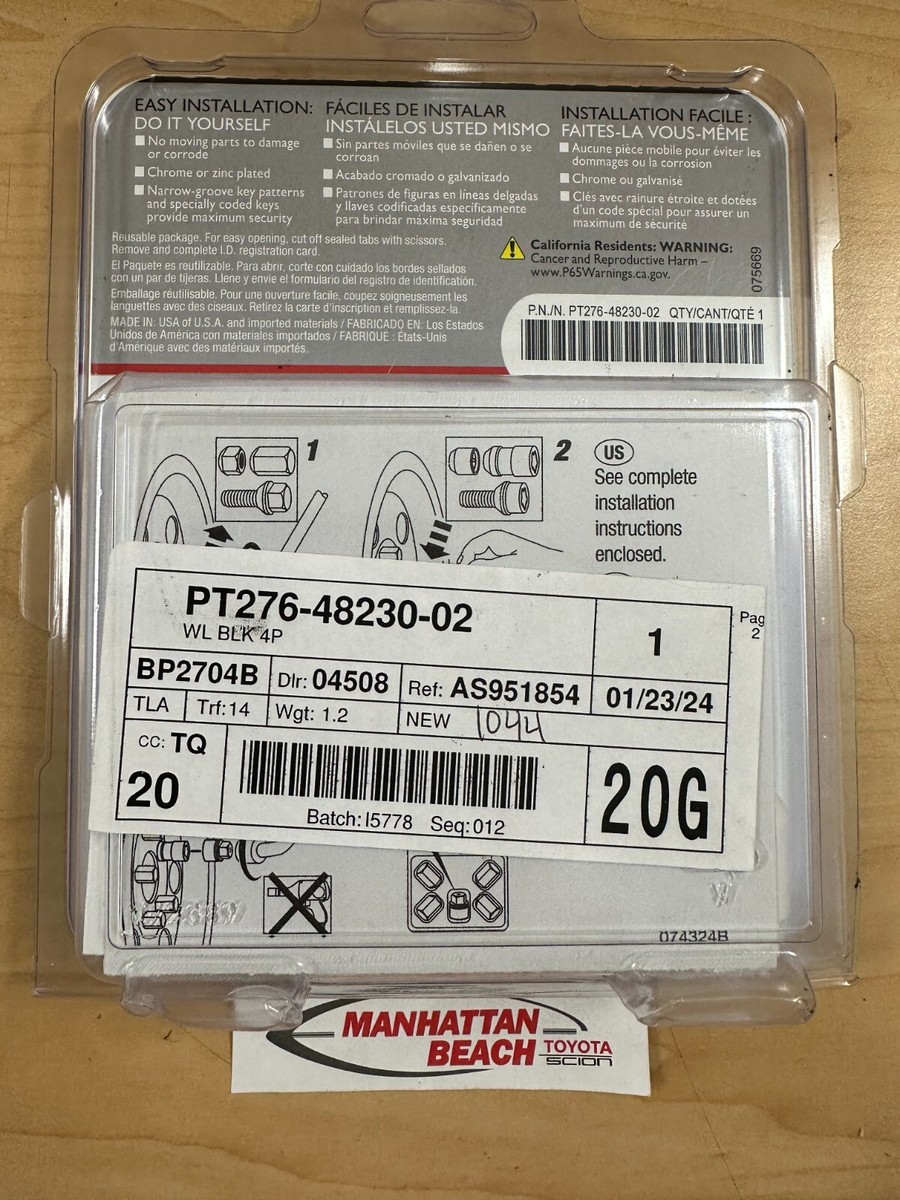 EASY INSTALLATION:
DO IT YOURSELF
No moving parts to damage
or corrode
Chrome or zinc plated
Narrow-groove key patterns
and specially coded keys
provide maximum security
FÁCILES DE INSTALAR
INSTÁLELOS USTED MISMO
Sin partes móviles que se dañen o se
corroan
Acabado cromado o galvanizado
Patrones de figuras en líneas delgadas
y llaves codificadas específicamente
para brindar máxima seguridad
INSTALLATION FACILE :
FAITES-LA VOUS-MÊME
Aucune pièce mobile pour éviter les
dommages ou la corrosion
Chrome ou galvanisé
Clés avec rainure étroite et dotées
d'un code spécial pour assurer un
maximum de sécurité
Reusable package. For easy opening, cut off sealed tabs with scissors.
Remove and complete I.D. registration card.
El Paquete es reutilizable. Para abrir, corte con cuidado los bordes sellados
con un par de tijeras. Llene y envie el formulario del registro de identificación.
Emballage réutilisable. Pour une ouverture facile, coupez soigneusement les
languettes avec des ciseaux. Retirez la carte d'inscription et remplissez-la.
MADE IN: USA of U.S.A. and imported materials / FABRICADO EN: Los Estados
Unidos de América con materiales importados / FABRIQUÉ : États-Unis
d'Amérique avec des matériaux importés.
California Residents: WARNING:
Cancer and Reproductive Harm –
www.P65Warnings.ca.gov.
075669
P.N./N. PT276-48230-02 QTY/CANT/QTÉ 1
1
2
US
See complete
installation
instructions
enclosed.
PT276-48230-02
WL BLK 4P
1
Pag
2
BP2704B
Dlr: 04508
Ref: AS951854
01/23/24
TLA
Trf: 14
Wgt: 1.2
NEW 1044
CC: TQ
20
Batch: I5778 Seq: 012
20G
074324B
MANHATTAN
BEACH TOYOTA
SCION